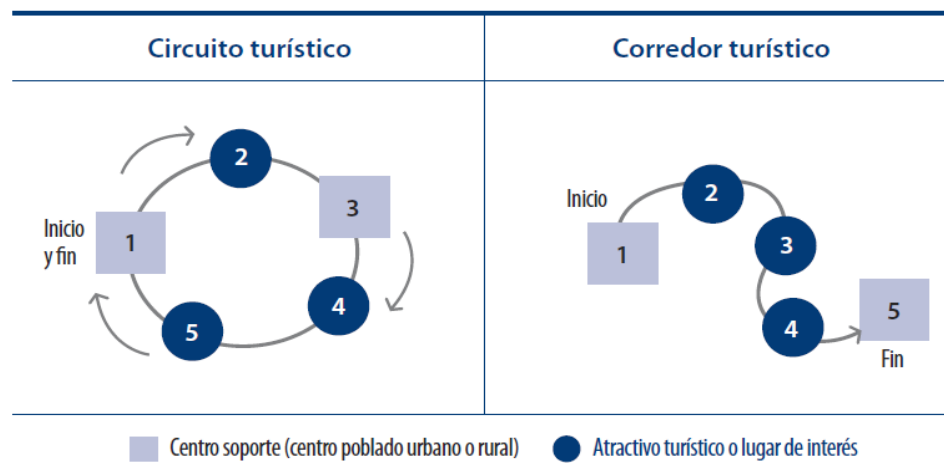 Circuito turístico
Inicio
y fin
1
2
3
4
5
Corredor turístico
Inicio
1
2
3
4
5
Fin
Centro soporte (centro poblado urbano o rural)
Atractivo turístico o lugar de interés